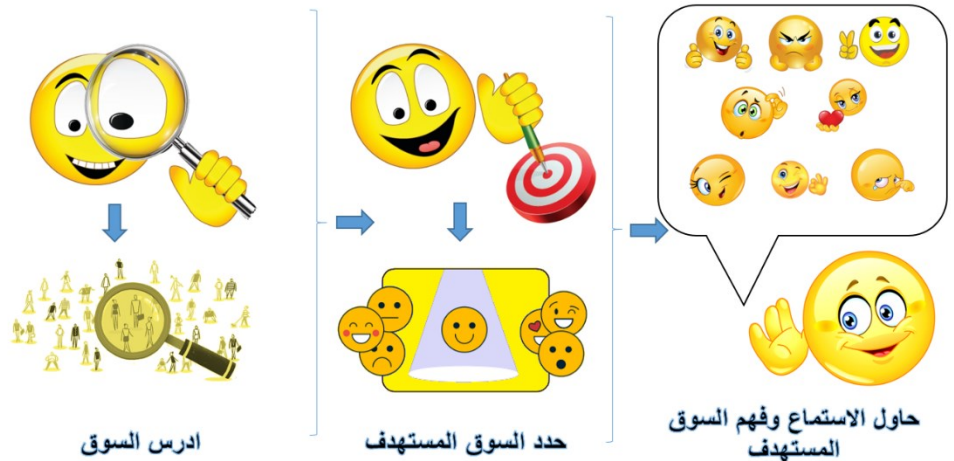 ادرس السوق
حدد السوق المستهدف
حاول الاستماع وفهم السوق
المستهدف